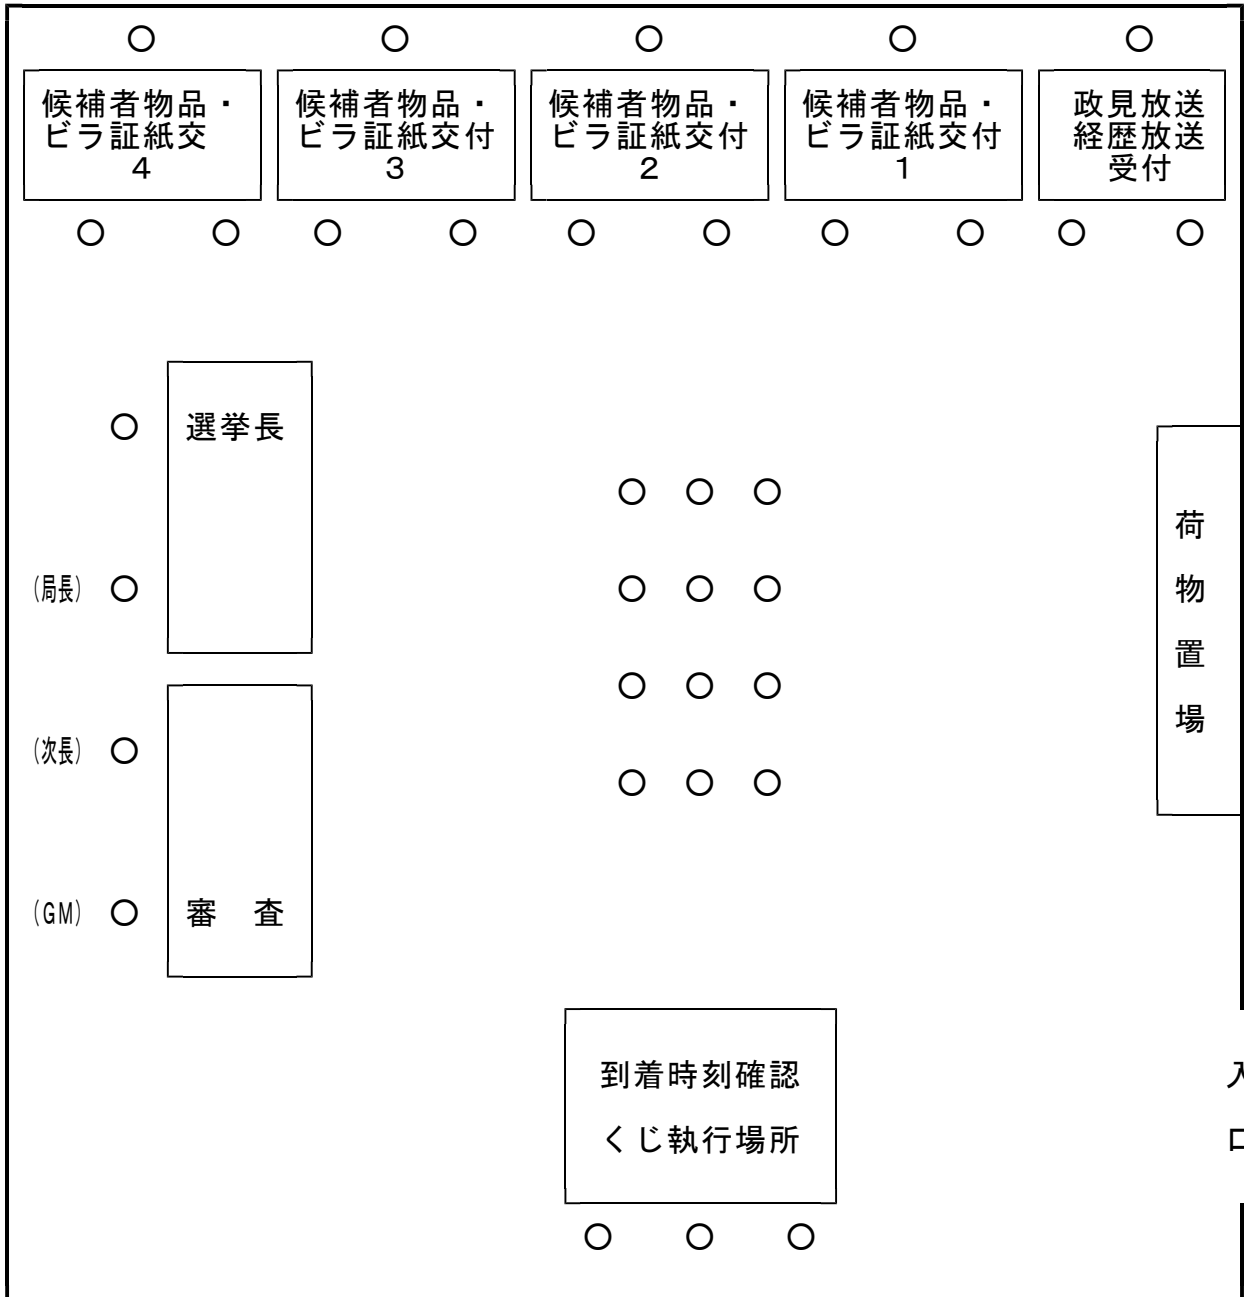 候補者物品・
ビラ証紙交
4
候補者物品・
ビラ証紙交付
3
候補者物品・
ビラ証紙交付
2
候補者物品・
ビラ証紙交付
1
政見放送
経歴放送
受付
選挙長
(局長)
(次長)
(GM)
審　査
荷
物
置
場
到着時刻確認
くじ執行場所
入
口